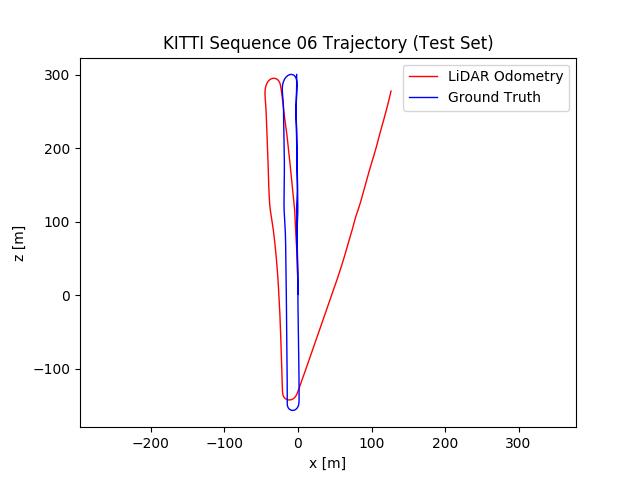 KITTI Sequence 06 Trajectory (Test Set)
LiDAR Odometry
Ground Truth
300
200
100
0
−100
z [m]
−200
−100
0
100
200
300
x [m]